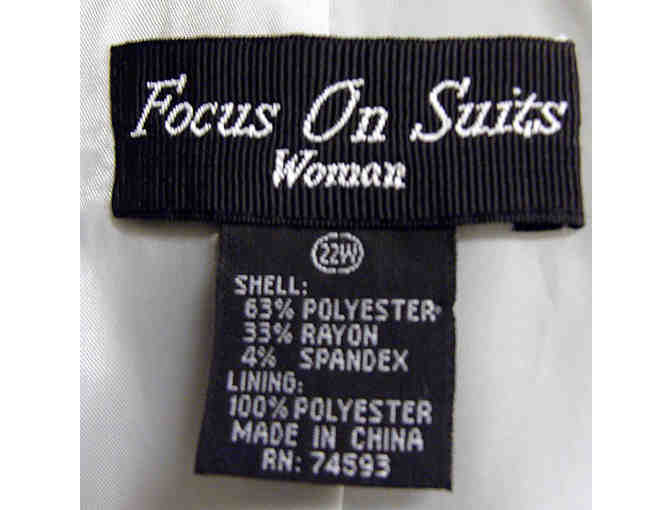 Focus On Suits
Woman
22W
SHELL:
63% POLYESTER
33% RAYON
4% SPANDEX
LINING:
100% POLYESTER
MADE IN CHINA
RN: 74593